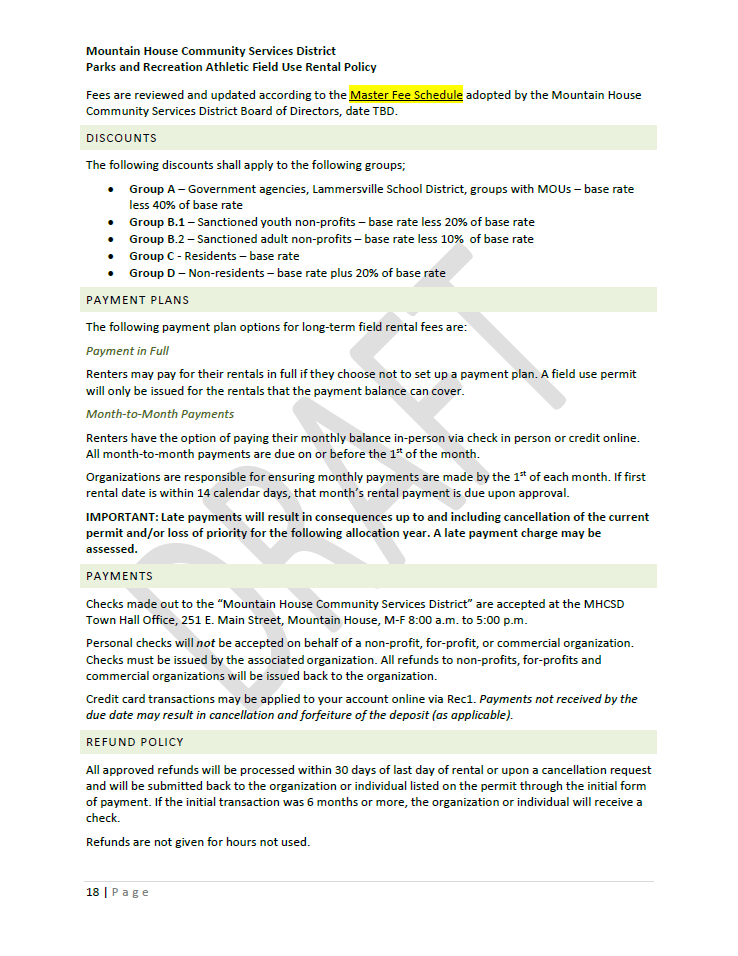 Mountain House Community Services District
Parks and Recreation Athletic Field Use Rental Policy
Fees are reviewed and updated according to the Master Fee Schedule adopted by the Mountain House
Community Services District Board of Directors, date TBD.
DISCOUNTS
The following discounts shall apply to the following groups;
• Group A – Government agencies, Lammersville School District, groups with MOUs – base rate
less 40% of base rate
• Group B.1 – Sanctioned youth non-profits – base rate less 20% of base rate
• Group B.2 – Sanctioned adult non-profits – base rate less 10%  of base rate
• Group C - Residents – base rate
• Group D – Non-residents – base rate plus 20% of base rate
PAYMENT PLANS
The following payment plan options for long-term field rental fees are:
Payment in Full
Renters may pay for their rentals in full if they choose not to set up a payment plan. A field use permit
will only be issued for the rentals that the payment balance can cover.
Month-to-Month Payments
Renters have the option of paying their monthly balance in-person via check in person or credit online.
All month-to-month payments are due on or before the 1st of the month.
Organizations are responsible for ensuring monthly payments are made by the 1st of each month. If first
rental date is within 14 calendar days, that month's rental payment is due upon approval.
IMPORTANT: Late payments will result in consequences up to and including cancellation of the current
permit and/or loss of priority for the following allocation year. A late payment charge may be
assessed.
PAYMENTS
Checks made out to the “Mountain House Community Services District” are accepted at the MHCSD
Town Hall Office, 251 E. Main Street, Mountain House, M-F 8:00 a.m. to 5:00 p.m.
Personal checks will not be accepted on behalf of a non-profit, for-profit, or commercial organization.
Checks must be issued by the associated organization. All refunds to non-profits, for-profits and
commercial organizations will be issued back to the organization.
Credit card transactions may be applied to your account online via Rec1. Payments not received by the
due date may result in cancellation and forfeiture of the deposit (as applicable).
REFUND POLICY
All approved refunds will be processed within 30 days of last day of rental or upon a cancellation request
and will be submitted back to the organization or individual listed on the permit through the initial form
of payment. If the initial transaction was 6 months or more, the organization or individual will receive a
check.
Refunds are not given for hours not used.
18 | Page
DRAFT